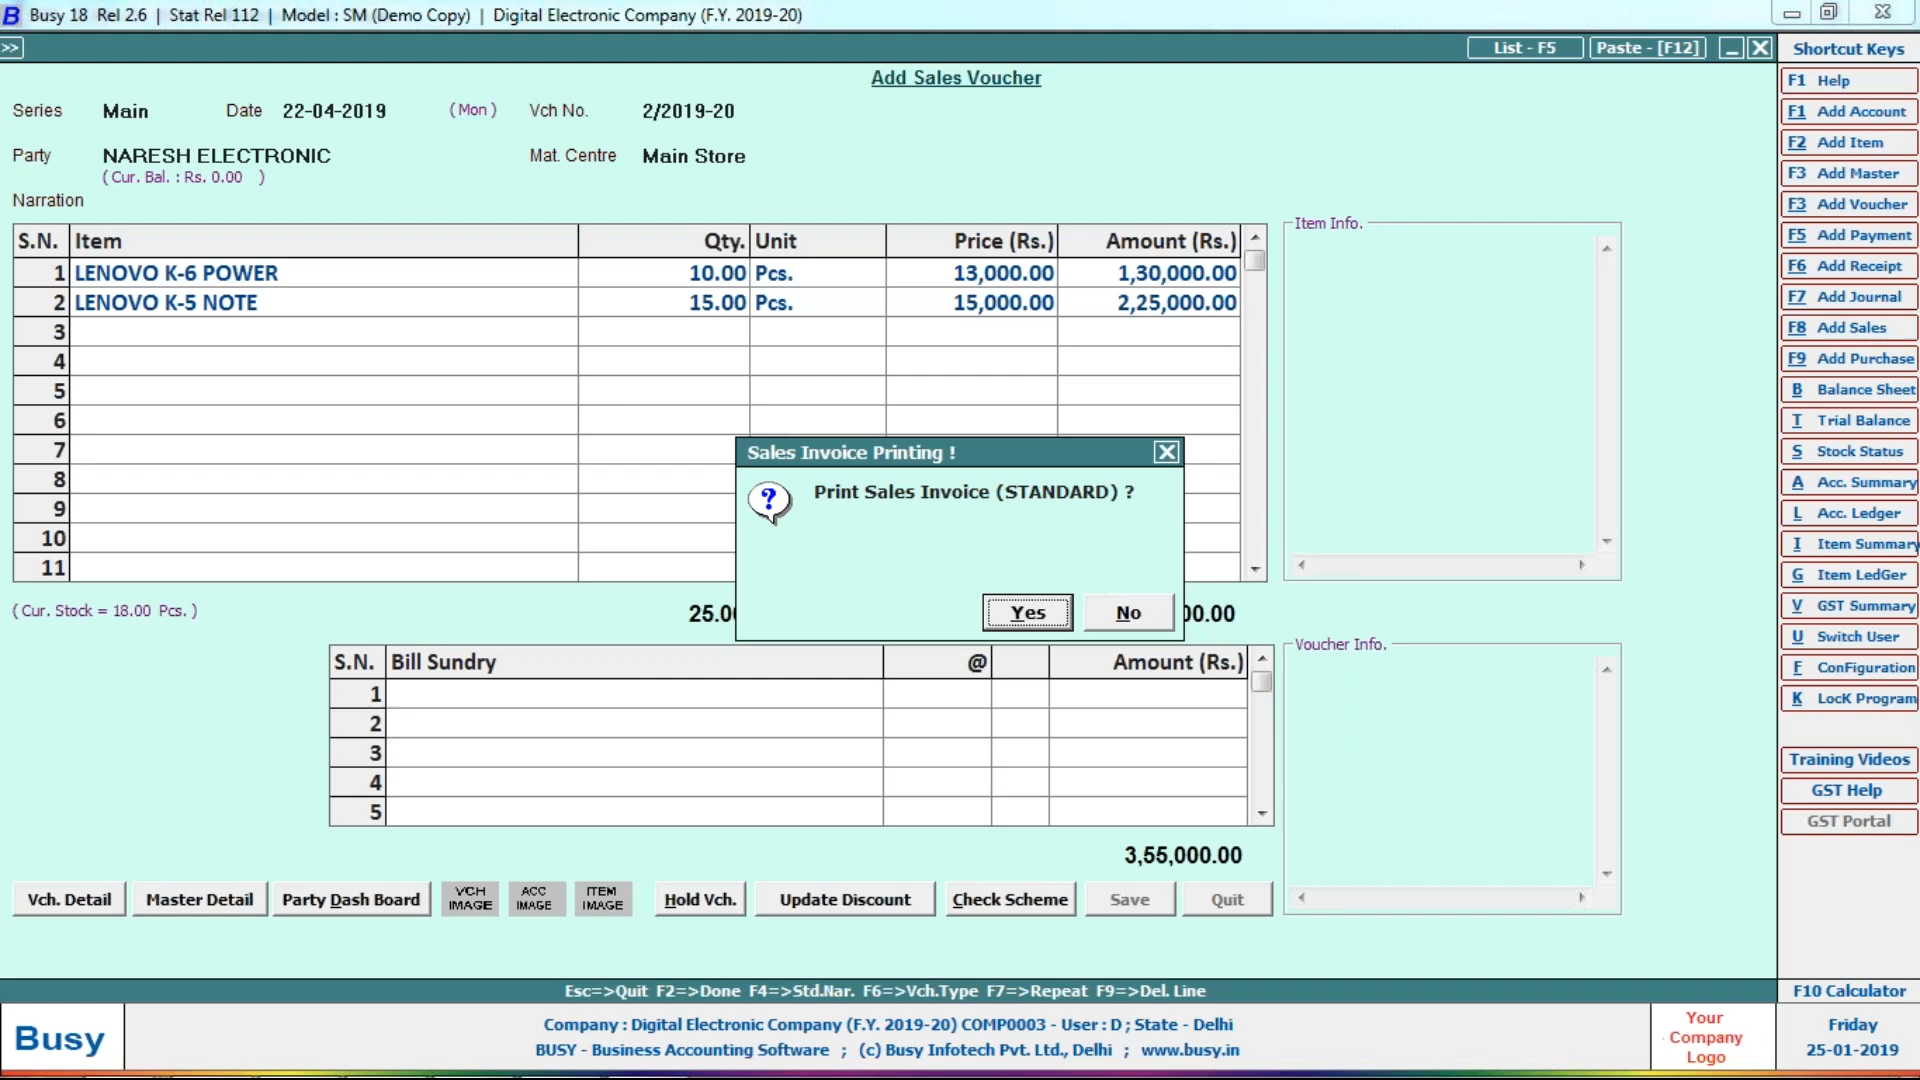 B Busy 18 Rel 2.6 | Stat Rel 112 | Model : SM (Demo Copy) | Digital Electronic Company (F.Y. 2019-20)
>> List - F5 Paste - [F12] Shortcut Keys
Add Sales Voucher
Series Main Date 22-04-2019 ( Mon ) Vch No. 2/2019-20
Party NARESH ELECTRONIC Mat. Centre Main Store
( Cur. Bal. : Rs. 0.00 )
Narration
S.N. Item Qty. Unit Price (Rs.) Amount (Rs.)
1 LENOVO K-6 POWER 10.00 Pcs. 13,000.00 1,30,000.00
2 LENOVO K-5 NOTE 15.00 Pcs. 15,000.00 2,25,000.00
3
4
5
6
7
8
9
10
11
Item Info.
Sales Invoice Printing !
? Print Sales Invoice (STANDARD) ?
Yes No
( Cur. Stock = 18.00 Pcs. ) 25.0 00.00
S.N. Bill Sundry @ Amount (Rs.)
1
2
3
4
5
Voucher Info.
3,55,000.00
Vch. Detail Master Detail Party Dash Board VCH IMAGE ACC IMAGE ITEM IMAGE Hold Vch. Update Discount Check Scheme Save Quit
F1 Help
F1 Add Account
F2 Add Item
F3 Add Master
F3 Add Voucher
F5 Add Payment
F6 Add Receipt
F7 Add Journal
F8 Add Sales
F9 Add Purchase
B Balance Sheet
T Trial Balance
S Stock Status
A Acc. Summary
L Acc. Ledger
I Item Summary
G Item LedGer
V GST Summary
U Switch User
F ConFiguration
K LocK Program
Training Videos
GST Help
GST Portal
Esc=>Quit F2=>Done F4=>Std.Nar. F6=>Vch.Type F7=>Repeat F9=>Del. Line F10 Calculator
Busy
Company : Digital Electronic Company (F.Y. 2019-20) COMP0003 - User : D ; State - Delhi
BUSY - Business Accounting Software ; (c) Busy Infotech Pvt. Ltd., Delhi ; www.busy.in
Your
Company
Logo
Friday
25-01-2019